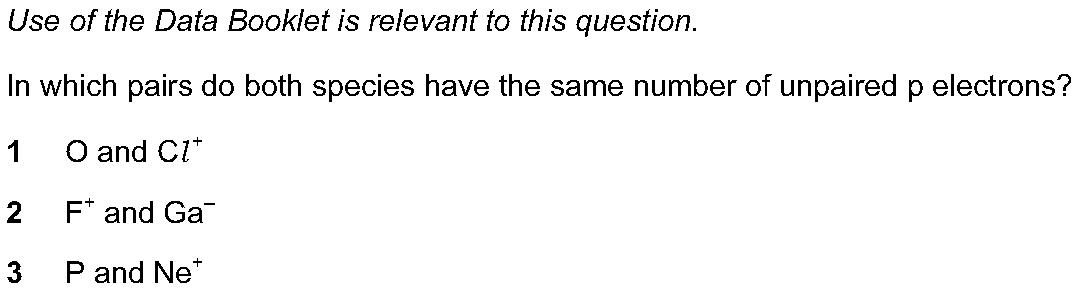 Use of the Data Booklet is relevant to this question.
In which pairs do both species have the same number of unpaired p electrons?
1 O and Cl⁺
2 F⁺ and Ga⁻
3 P and Ne⁺